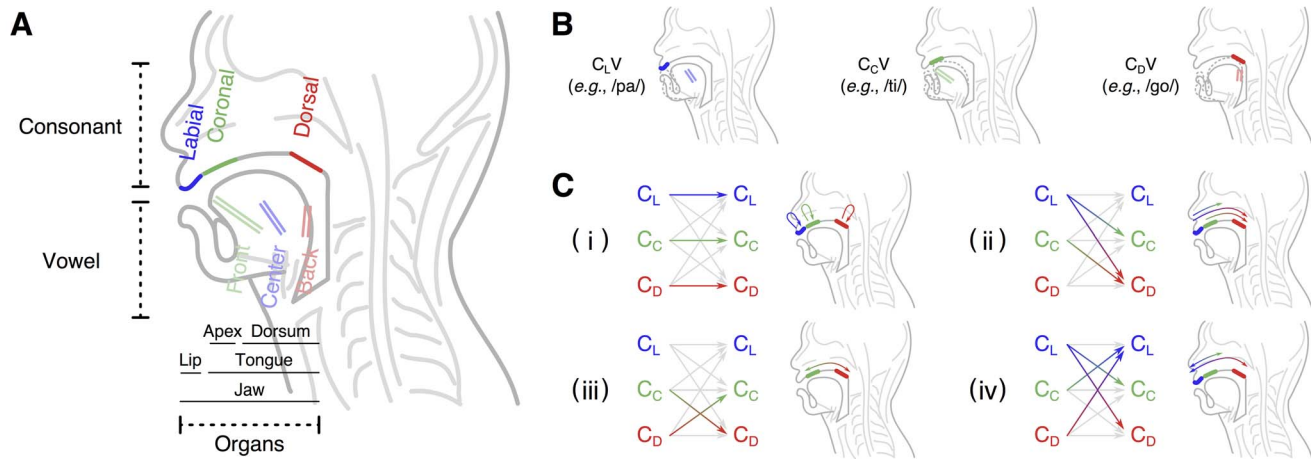 A
Consonant
Vowel
Labial
Coronal
Dorsal
Front
Center
Back
Apex Dorsum
Lip Tongue
Jaw
Organs
B
CLV
(e.g., /pa/)
CCV
(e.g., /ti/)
CDV
(e.g., /go/)
C
(i)
CL CL
CC CC
CD CD
(ii)
CL CL
CC CC
CD CD
(iii)
CL CL
CC CC
CD CD
(iv)
CL CL
CC CC
CD CD